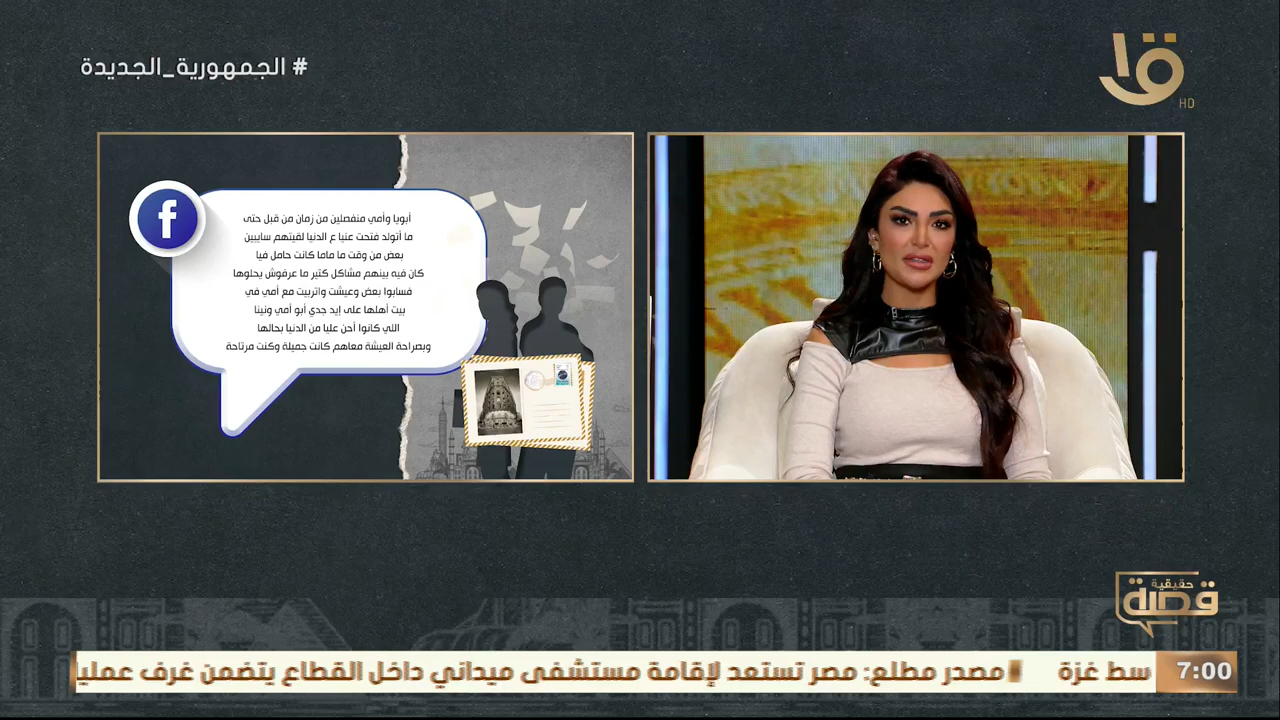 # الجمهورية_الجديدة
HD
f
أبويا وأمي منفصلين من زمان من قبل حتى
ما أتولد فتحت عنيا ع الدنيا لقيتهم سايبين
بعض من وقت ما ماما كانت حامل فيا
كان فيه بينهم مشاكل كتير ما عرفوش يحلوها
فسابوا بعض وعيشت واتربيت مع أمي في
بيت أهلها على إيد جدي أبو أمي ونينا
اللي كانوا أحن عليا من الدنيا بحالها
وبصراحة العيشة معاهم كانت جميلة وكنت مرتاحة
قصة حقيقية
7:00 سط غزة مصدر مطلع: مصر تستعد لإقامة مستشفى ميداني داخل القطاع يتضمن غرف عمليا